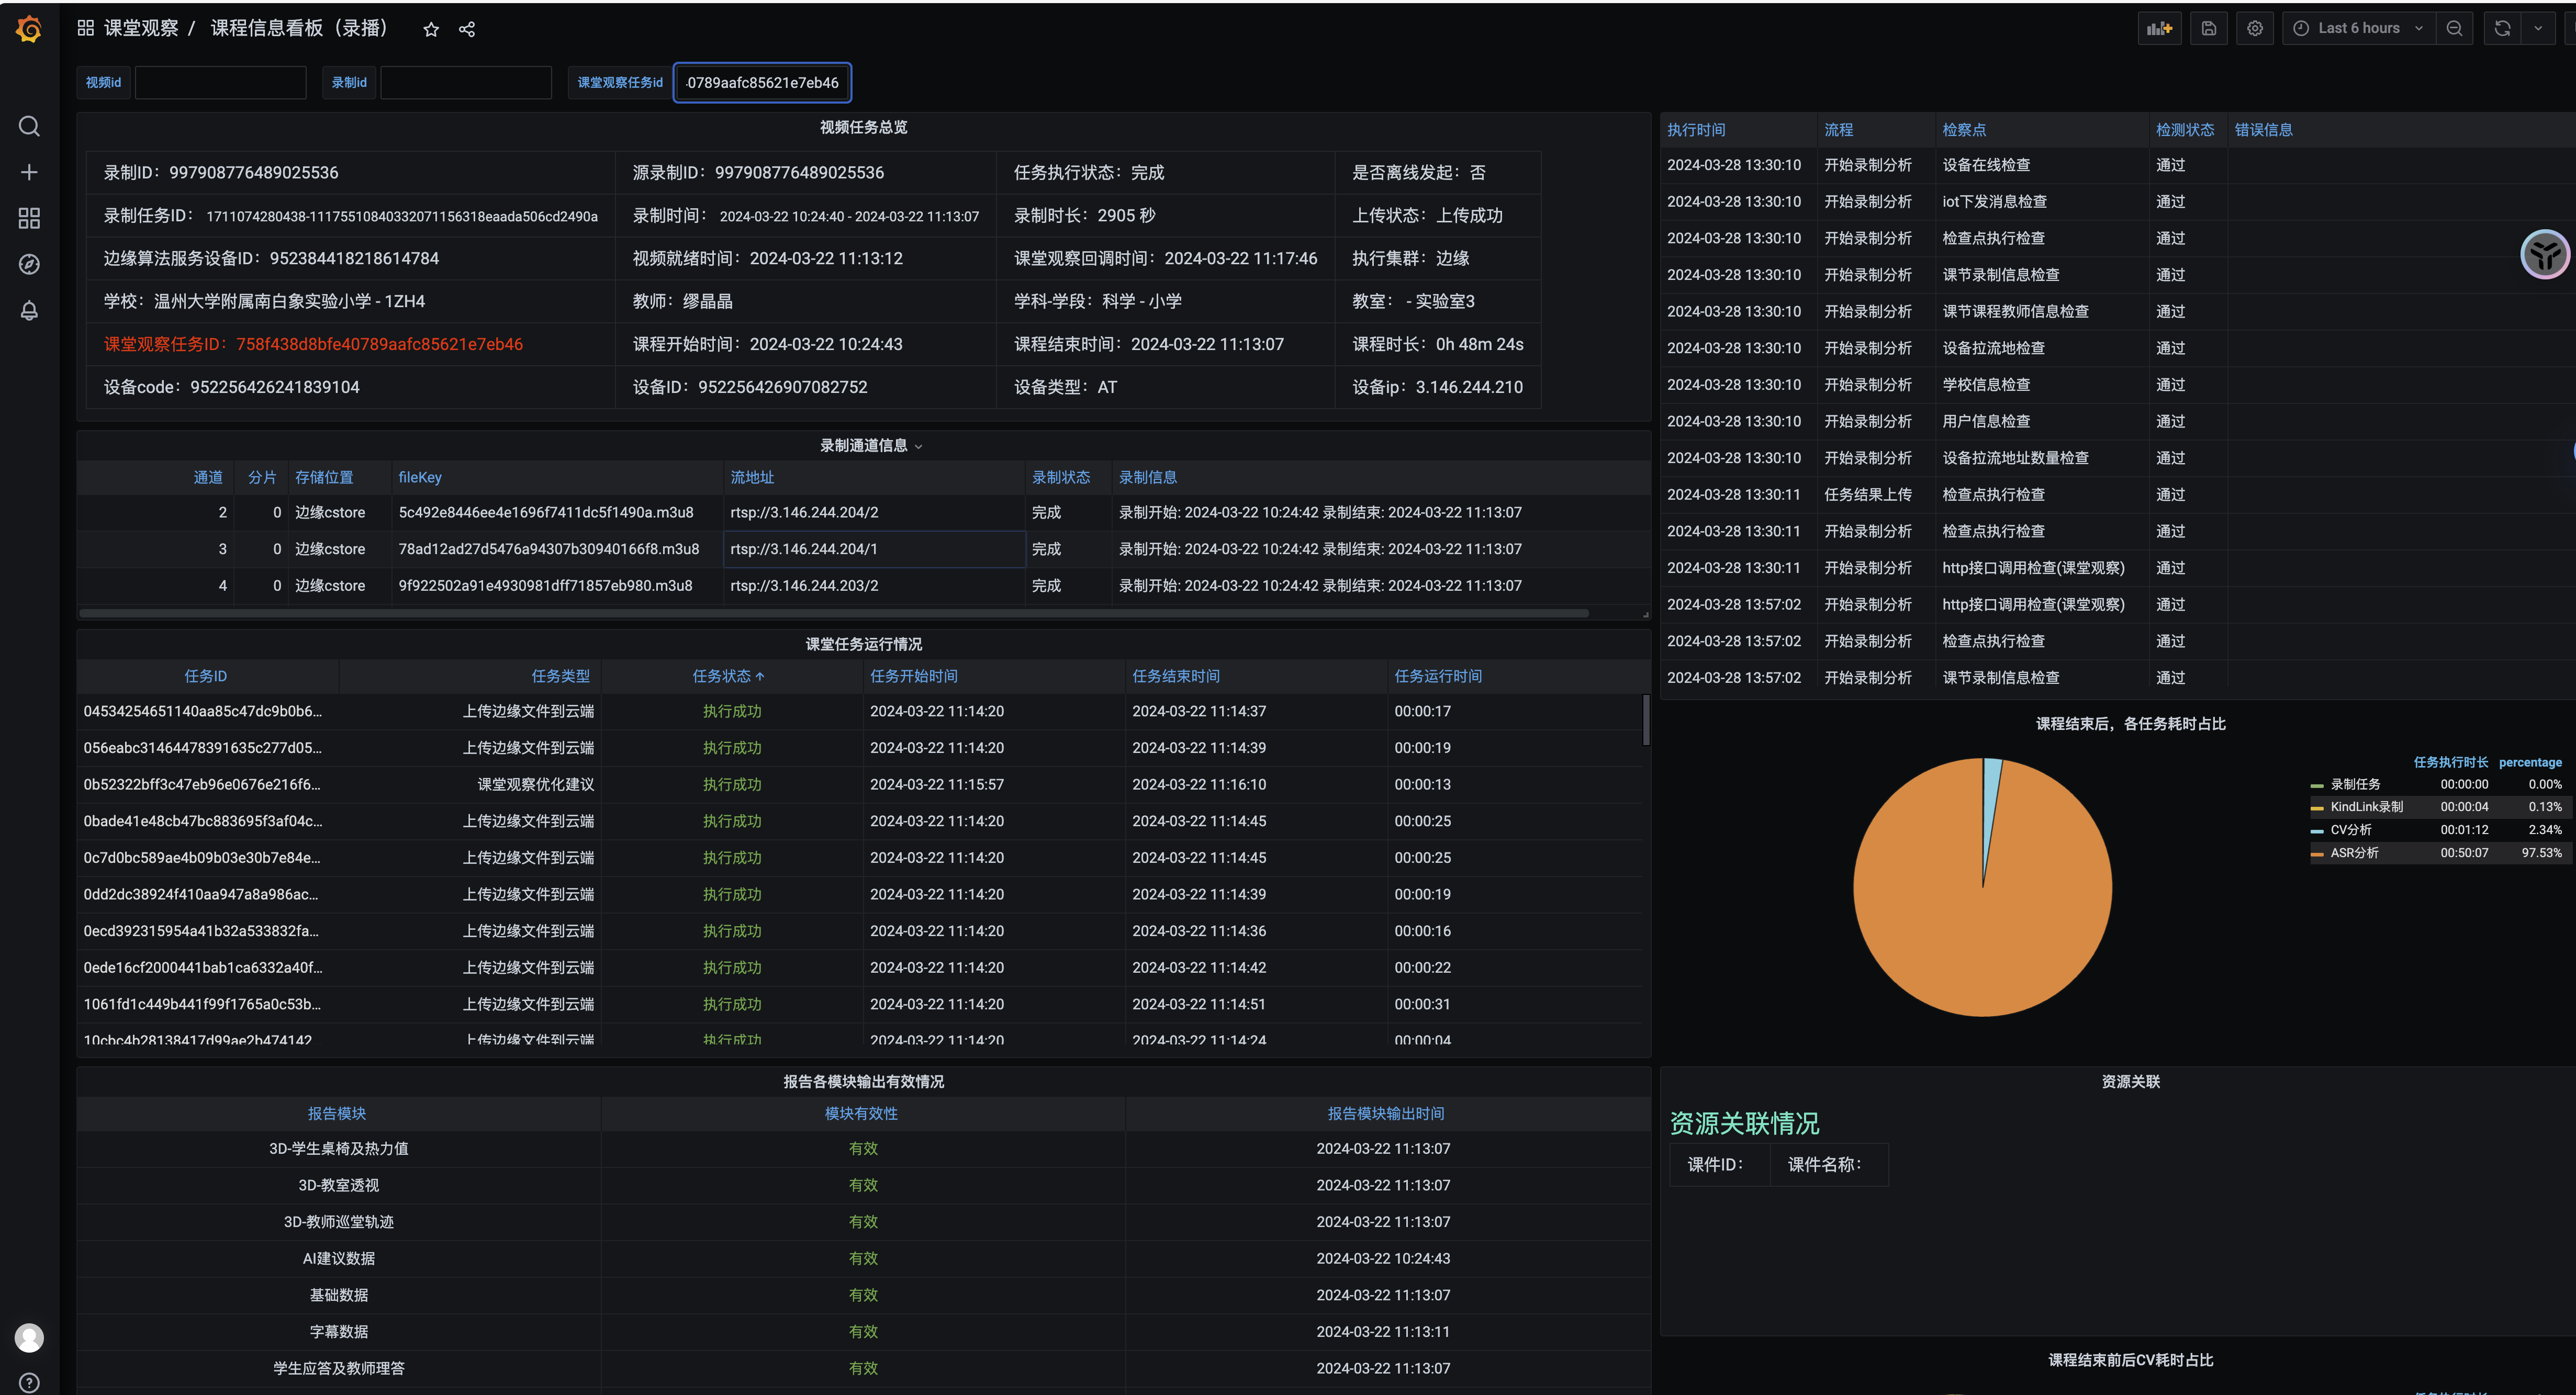 课堂观察 / 课程信息看板（录播）
Last 6 hours
视频id
录制id
课堂观察任务id 0789aafc85621e7eb46
视频任务总览
录制ID：997908776489025536 源录制ID：997908776489025536 任务执行状态：完成 是否离线发起：否
录制任务ID： 1711074280438-11175510840332071156318eaada506cd2490a 录制时间： 2024-03-22 10:24:40 - 2024-03-22 11:13:07 录制时长：2905 秒 上传状态：上传成功
边缘算法服务设备ID：952384418218614784 视频就绪时间：2024-03-22 11:13:12 课堂观察回调时间：2024-03-22 11:17:46 执行集群：边缘
学校：温州大学附属南白象实验小学 - 1ZH4 教师：缪晶晶 学科-学段：科学 - 小学 教室： - 实验室3
课堂观察任务ID：758f438d8bfe40789aafc85621e7eb46 课程开始时间：2024-03-22 10:24:43 课程结束时间：2024-03-22 11:13:07 课程时长：0h 48m 24s
设备code：952256426241839104 设备ID：952256426907082752 设备类型：AT 设备ip：3.146.244.210
录制通道信息
通道 分片 存储位置 fileKey 流地址 录制状态 录制信息
2 0 边缘cstore 5c492e8446ee4e1696f7411dc5f1490a.m3u8 rtsp://3.146.244.204/2 完成 录制开始: 2024-03-22 10:24:42 录制结束: 2024-03-22 11:13:07
3 0 边缘cstore 78ad12ad27d5476a94307b30940166f8.m3u8 rtsp://3.146.244.204/1 完成 录制开始: 2024-03-22 10:24:42 录制结束: 2024-03-22 11:13:07
4 0 边缘cstore 9f922502a91e4930981dff71857eb980.m3u8 rtsp://3.146.244.203/2 完成 录制开始: 2024-03-22 10:24:42 录制结束: 2024-03-22 11:13:07
课堂任务运行情况
任务ID 任务类型 任务状态 任务开始时间 任务结束时间 任务运行时间
04534254651140aa85c47dc9b0b6... 上传边缘文件到云端 执行成功 2024-03-22 11:14:20 2024-03-22 11:14:37 00:00:17
056eabc31464478391635c277d05... 上传边缘文件到云端 执行成功 2024-03-22 11:14:20 2024-03-22 11:14:39 00:00:19
0b52322bff3c47eb96e0676e216f6... 课堂观察优化建议 执行成功 2024-03-22 11:15:57 2024-03-22 11:16:10 00:00:13
0bade41e48cb47bc883695f3af04c... 上传边缘文件到云端 执行成功 2024-03-22 11:14:20 2024-03-22 11:14:45 00:00:25
0c7d0bc589ae4b09b03e30b7e84e... 上传边缘文件到云端 执行成功 2024-03-22 11:14:20 2024-03-22 11:14:45 00:00:25
0dd2dc38924f410aa947a8a986ac... 上传边缘文件到云端 执行成功 2024-03-22 11:14:20 2024-03-22 11:14:39 00:00:19
0ecd392315954a41b32a533832fa... 上传边缘文件到云端 执行成功 2024-03-22 11:14:20 2024-03-22 11:14:36 00:00:16
0ede16cf2000441bab1ca6332a40f... 上传边缘文件到云端 执行成功 2024-03-22 11:14:20 2024-03-22 11:14:42 00:00:22
1061fd1c449b441f99f1765a0c53b... 上传边缘文件到云端 执行成功 2024-03-22 11:14:20 2024-03-22 11:14:51 00:00:31
10cbc4b28138417d99ae2b474142 上传边缘文件到云端 执行成功 2024-03-22 11:14:20 2024-03-22 11:14:24 00:00:04
报告各模块输出有效情况
报告模块 模块有效性 报告模块输出时间
3D-学生桌椅及热力值 有效 2024-03-22 11:13:07
3D-教室透视 有效 2024-03-22 11:13:07
3D-教师巡堂轨迹 有效 2024-03-22 11:13:07
AI建议数据 有效 2024-03-22 10:24:43
基础数据 有效 2024-03-22 11:13:07
字幕数据 有效 2024-03-22 11:13:11
学生应答及教师理答 有效 2024-03-22 11:13:07
执行时间 流程 检察点 检测状态 错误信息
2024-03-28 13:30:10 开始录制分析 设备在线检查 通过
2024-03-28 13:30:10 开始录制分析 iot下发消息检查 通过
2024-03-28 13:30:10 开始录制分析 检查点执行检查 通过
2024-03-28 13:30:10 开始录制分析 课节录制信息检查 通过
2024-03-28 13:30:10 开始录制分析 课节课程教师信息检查 通过
2024-03-28 13:30:10 开始录制分析 设备拉流地检查 通过
2024-03-28 13:30:10 开始录制分析 学校信息检查 通过
2024-03-28 13:30:10 开始录制分析 用户信息检查 通过
2024-03-28 13:30:10 开始录制分析 设备拉流地址数量检查 通过
2024-03-28 13:30:11 任务结果上传 检查点执行检查 通过
2024-03-28 13:30:11 开始录制分析 检查点执行检查 通过
2024-03-28 13:30:11 开始录制分析 http接口调用检查(课堂观察) 通过
2024-03-28 13:57:02 开始录制分析 http接口调用检查(课堂观察) 通过
2024-03-28 13:57:02 开始录制分析 检查点执行检查 通过
2024-03-28 13:57:02 开始录制分析 课节录制信息检查 通过
课程结束后，各任务耗时占比
任务执行时长 percentage
录制任务 00:00:00 0.00%
KindLink录制 00:00:04 0.13%
CV分析 00:01:12 2.34%
ASR分析 00:50:07 97.53%
资源关联
资源关联情况
课件ID： 课件名称：
课程结束前后CV耗时占比